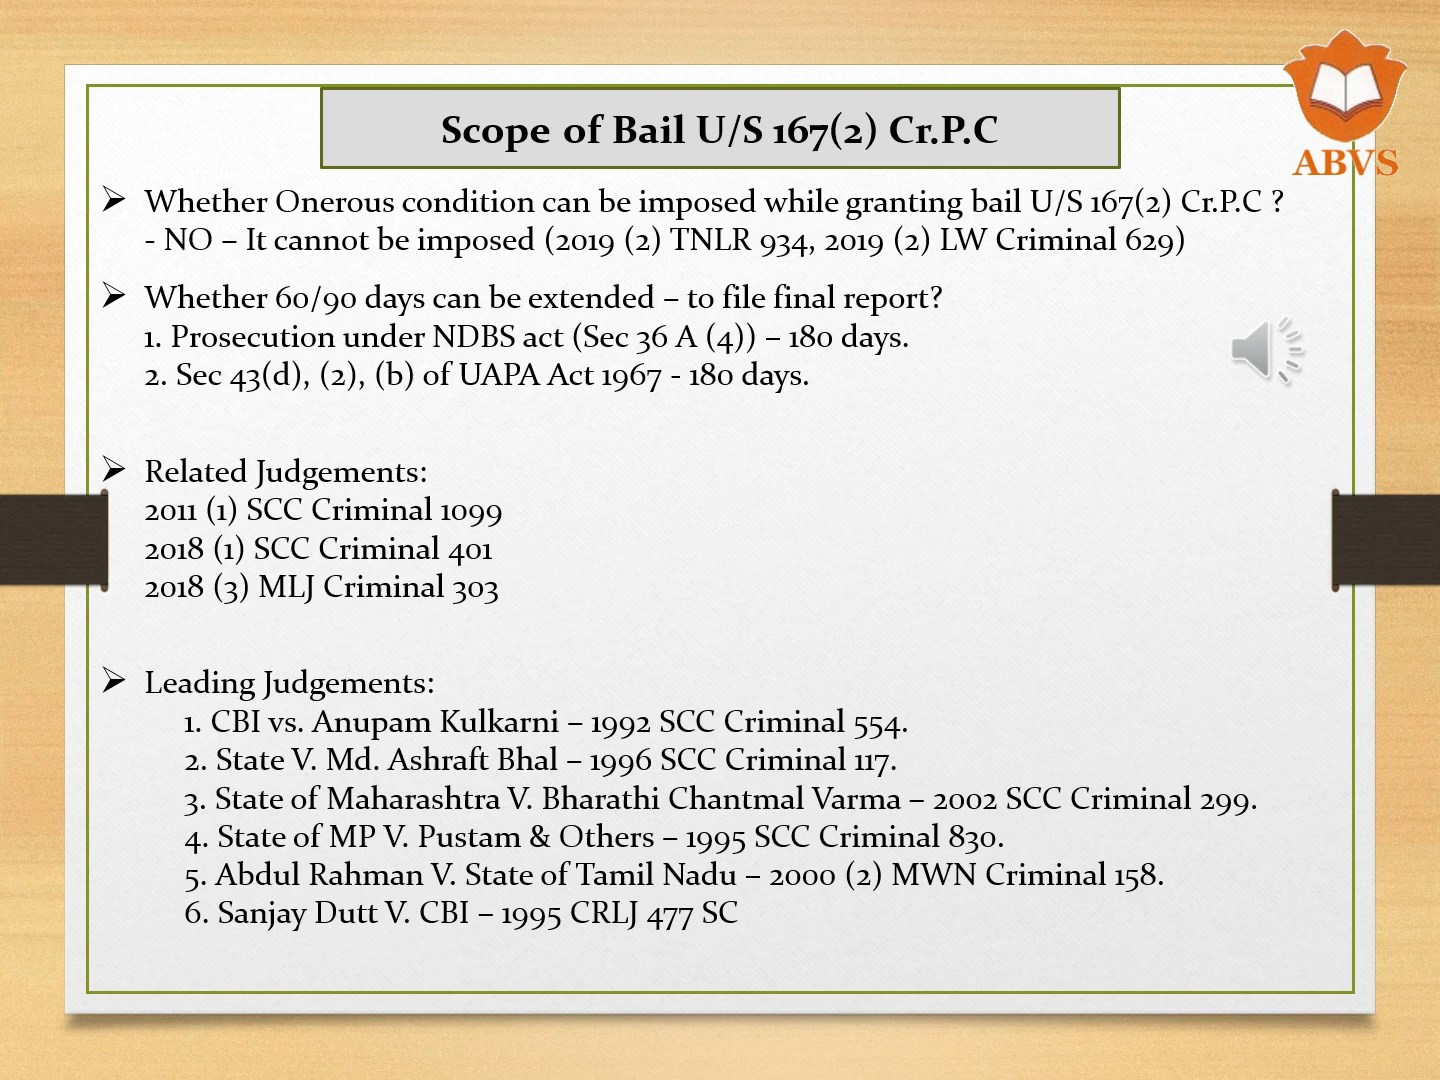 ABVS
Scope of Bail U/S 167(2) Cr.P.C
➢ Whether Onerous condition can be imposed while granting bail U/S 167(2) Cr.P.C ?
- NO – It cannot be imposed (2019 (2) TNLR 934, 2019 (2) LW Criminal 629)
➢ Whether 60/90 days can be extended – to file final report?
1. Prosecution under NDBS act (Sec 36 A (4)) – 180 days.
2. Sec 43(d), (2), (b) of UAPA Act 1967 - 180 days.
➢ Related Judgements:
2011 (1) SCC Criminal 1099
2018 (1) SCC Criminal 401
2018 (3) MLJ Criminal 303
➢ Leading Judgements:
1. CBI vs. Anupam Kulkarni – 1992 SCC Criminal 554.
2. State V. Md. Ashraft Bhal – 1996 SCC Criminal 117.
3. State of Maharashtra V. Bharathi Chantmal Varma – 2002 SCC Criminal 299.
4. State of MP V. Pustam & Others – 1995 SCC Criminal 830.
5. Abdul Rahman V. State of Tamil Nadu – 2000 (2) MWN Criminal 158.
6. Sanjay Dutt V. CBI – 1995 CRLJ 477 SC